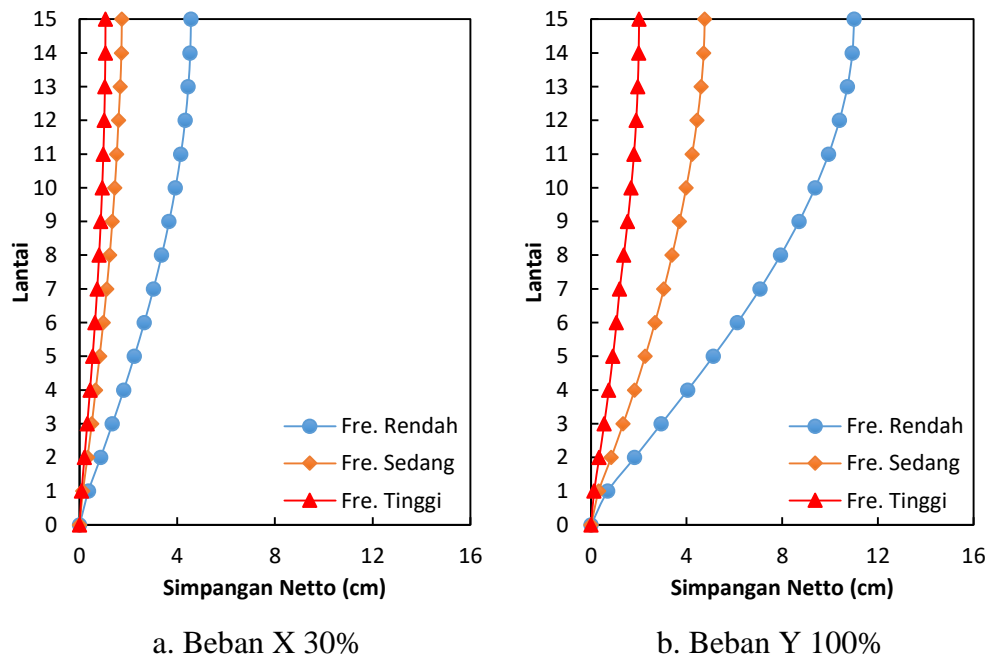 15
14
13
12
11
10
9
8
7
6
5
4
3
2
1
0
Lantai
Fre. Rendah
Fre. Sedang
Fre. Tinggi
0 4 8 12 16
Simpangan Netto (cm)
a. Beban X 30%
15
14
13
12
11
10
9
8
7
6
5
4
3
2
1
0
Lantai
Fre. Rendah
Fre. Sedang
Fre. Tinggi
0 4 8 12 16
Simpangan Netto (cm)
b. Beban Y 100%